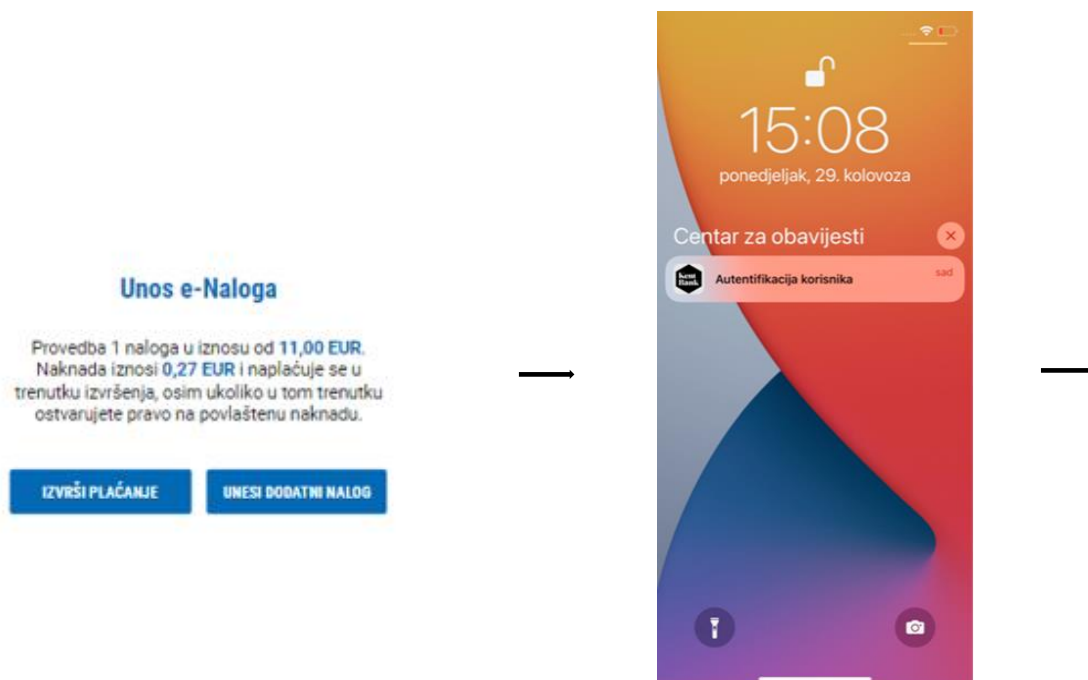 Unos e-Naloga
Provedba 1 naloga u iznosu od 11,00 EUR.
Naknada iznosi 0,27 EUR i naplaćuje se u
trenutku izvršenja, osim ukoliko u tom trenutku
ostvarujete pravo na povlaštenu naknadu.
IZVRŠI PLAĆANJE
UNESI DODATNI NALOG
15:08
ponedjeljak, 29. kolovoza
Centar za obavijesti
Kent
Bank
Autentifikacija korisnika
sad